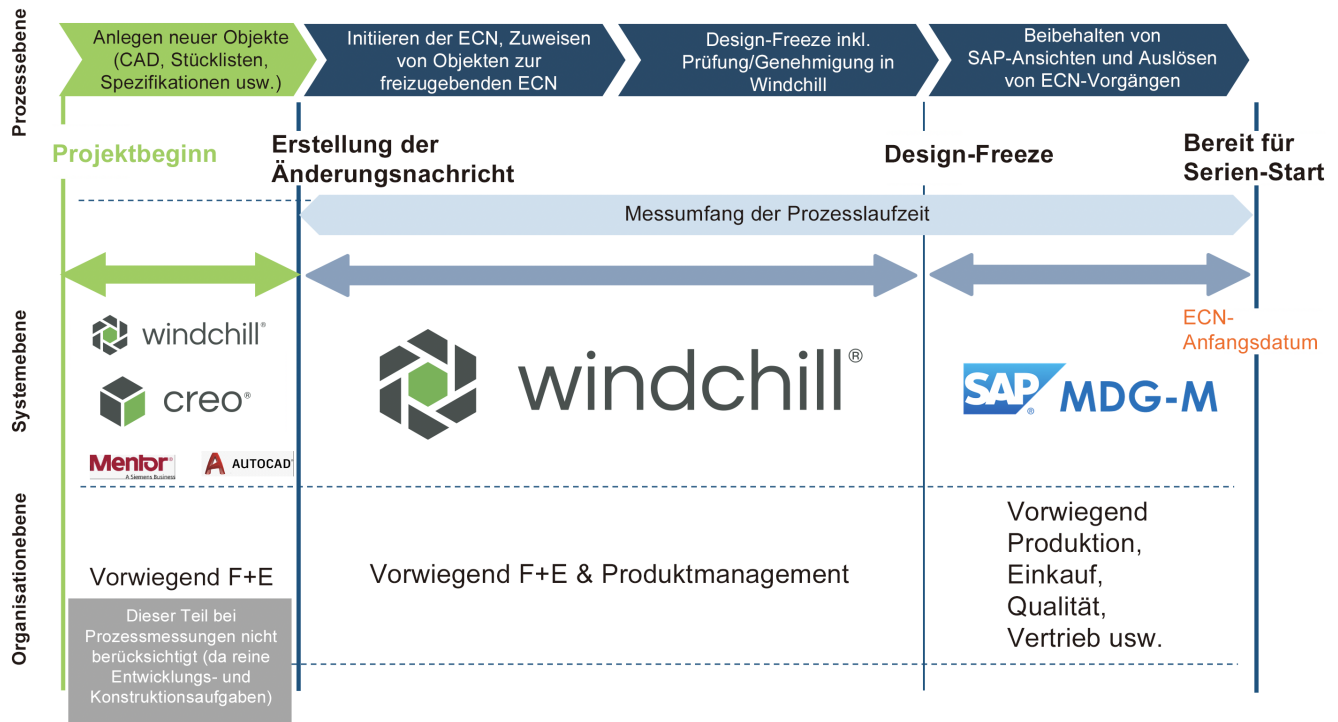 Prozessebene
Anlegen neuer Objekte
(CAD, Stücklisten,
Spezifikationen usw.)
Initiieren der ECN, Zuweisen
von Objekten zur
freizugebenden ECN
Design-Freeze inkl.
Prüfung/Genehmigung in
Windchill
Beibehalten von
SAP-Ansichten und Auslösen
von ECN-Vorgängen
Projektbeginn
Erstellung der
Änderungsnachricht
Design-Freeze
Bereit für
Serien-Start
Messumfang der Prozesslaufzeit
Systemebene
windchill®
creo®
Mentor®
A Siemens Business
AUTOCAD®
windchill®
ECN-
Anfangsdatum
SAP® MDG-M
Organisationebene
Vorwiegend F+E
Dieser Teil bei
Prozessmessungen nicht
berücksichtigt (da reine
Entwicklungs- und
Konstruktionsaufgaben)
Vorwiegend F+E & Produktmanagement
Vorwiegend
Produktion,
Einkauf,
Qualität,
Vertrieb usw.